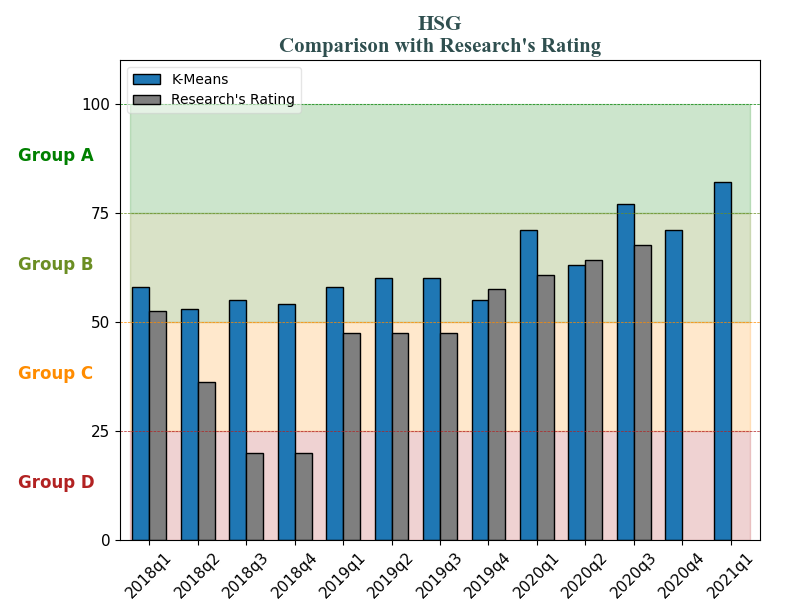 HSG
Comparison with Research's Rating
K-Means
Research's Rating
100
Group A
75
Group B
50
Group C
25
Group D
0
2018q1
2018q2
2018q3
2018q4
2019q1
2019q2
2019q3
2019q4
2020q1
2020q2
2020q3
2020q4
2021q1